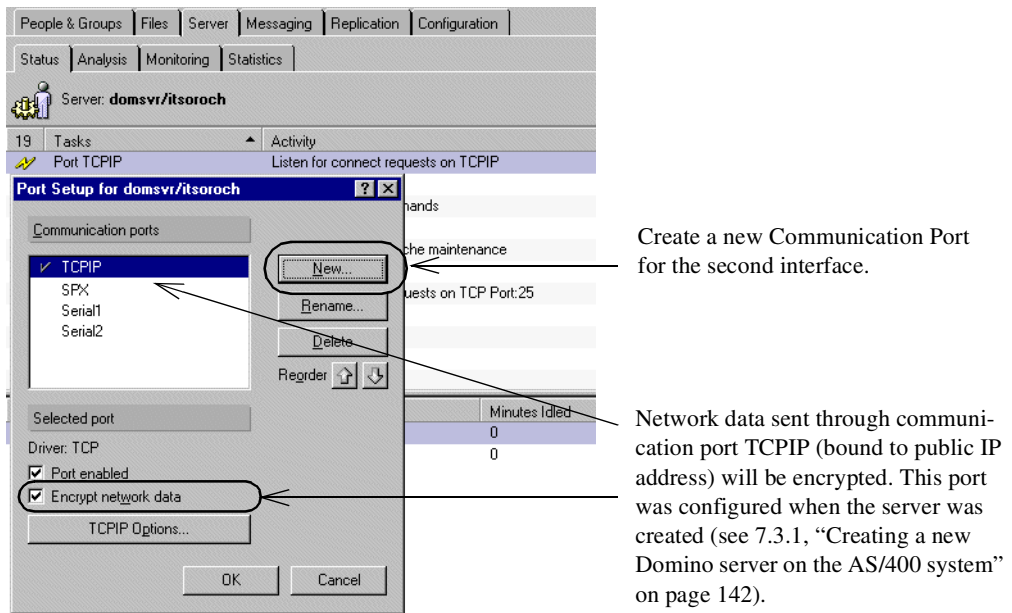 People & Groups Files Server Messaging Replication Configuration
Status Analysis Monitoring Statistics
Server: domsvr/itsoroch
19 Tasks Activity
Port TCPIP Listen for connect requests on TCPIP
Port Setup for domsvr/itsoroch
hands
Communication ports
che maintenance
TCPIP
New...
SPX
uests on TCP Port:25
Serial1
Rename...
Serial2
Delete
Reorder
Selected port
Minutes Idled
0
Driver: TCP
0
Port enabled
Encrypt network data
TCPIP Options...
OK Cancel
Create a new Communication Port
for the second interface.
Network data sent through communi-
cation port TCPIP (bound to public IP
address) will be encrypted. This port
was configured when the server was
created (see 7.3.1, “Creating a new
Domino server on the AS/400 system”
on page 142).